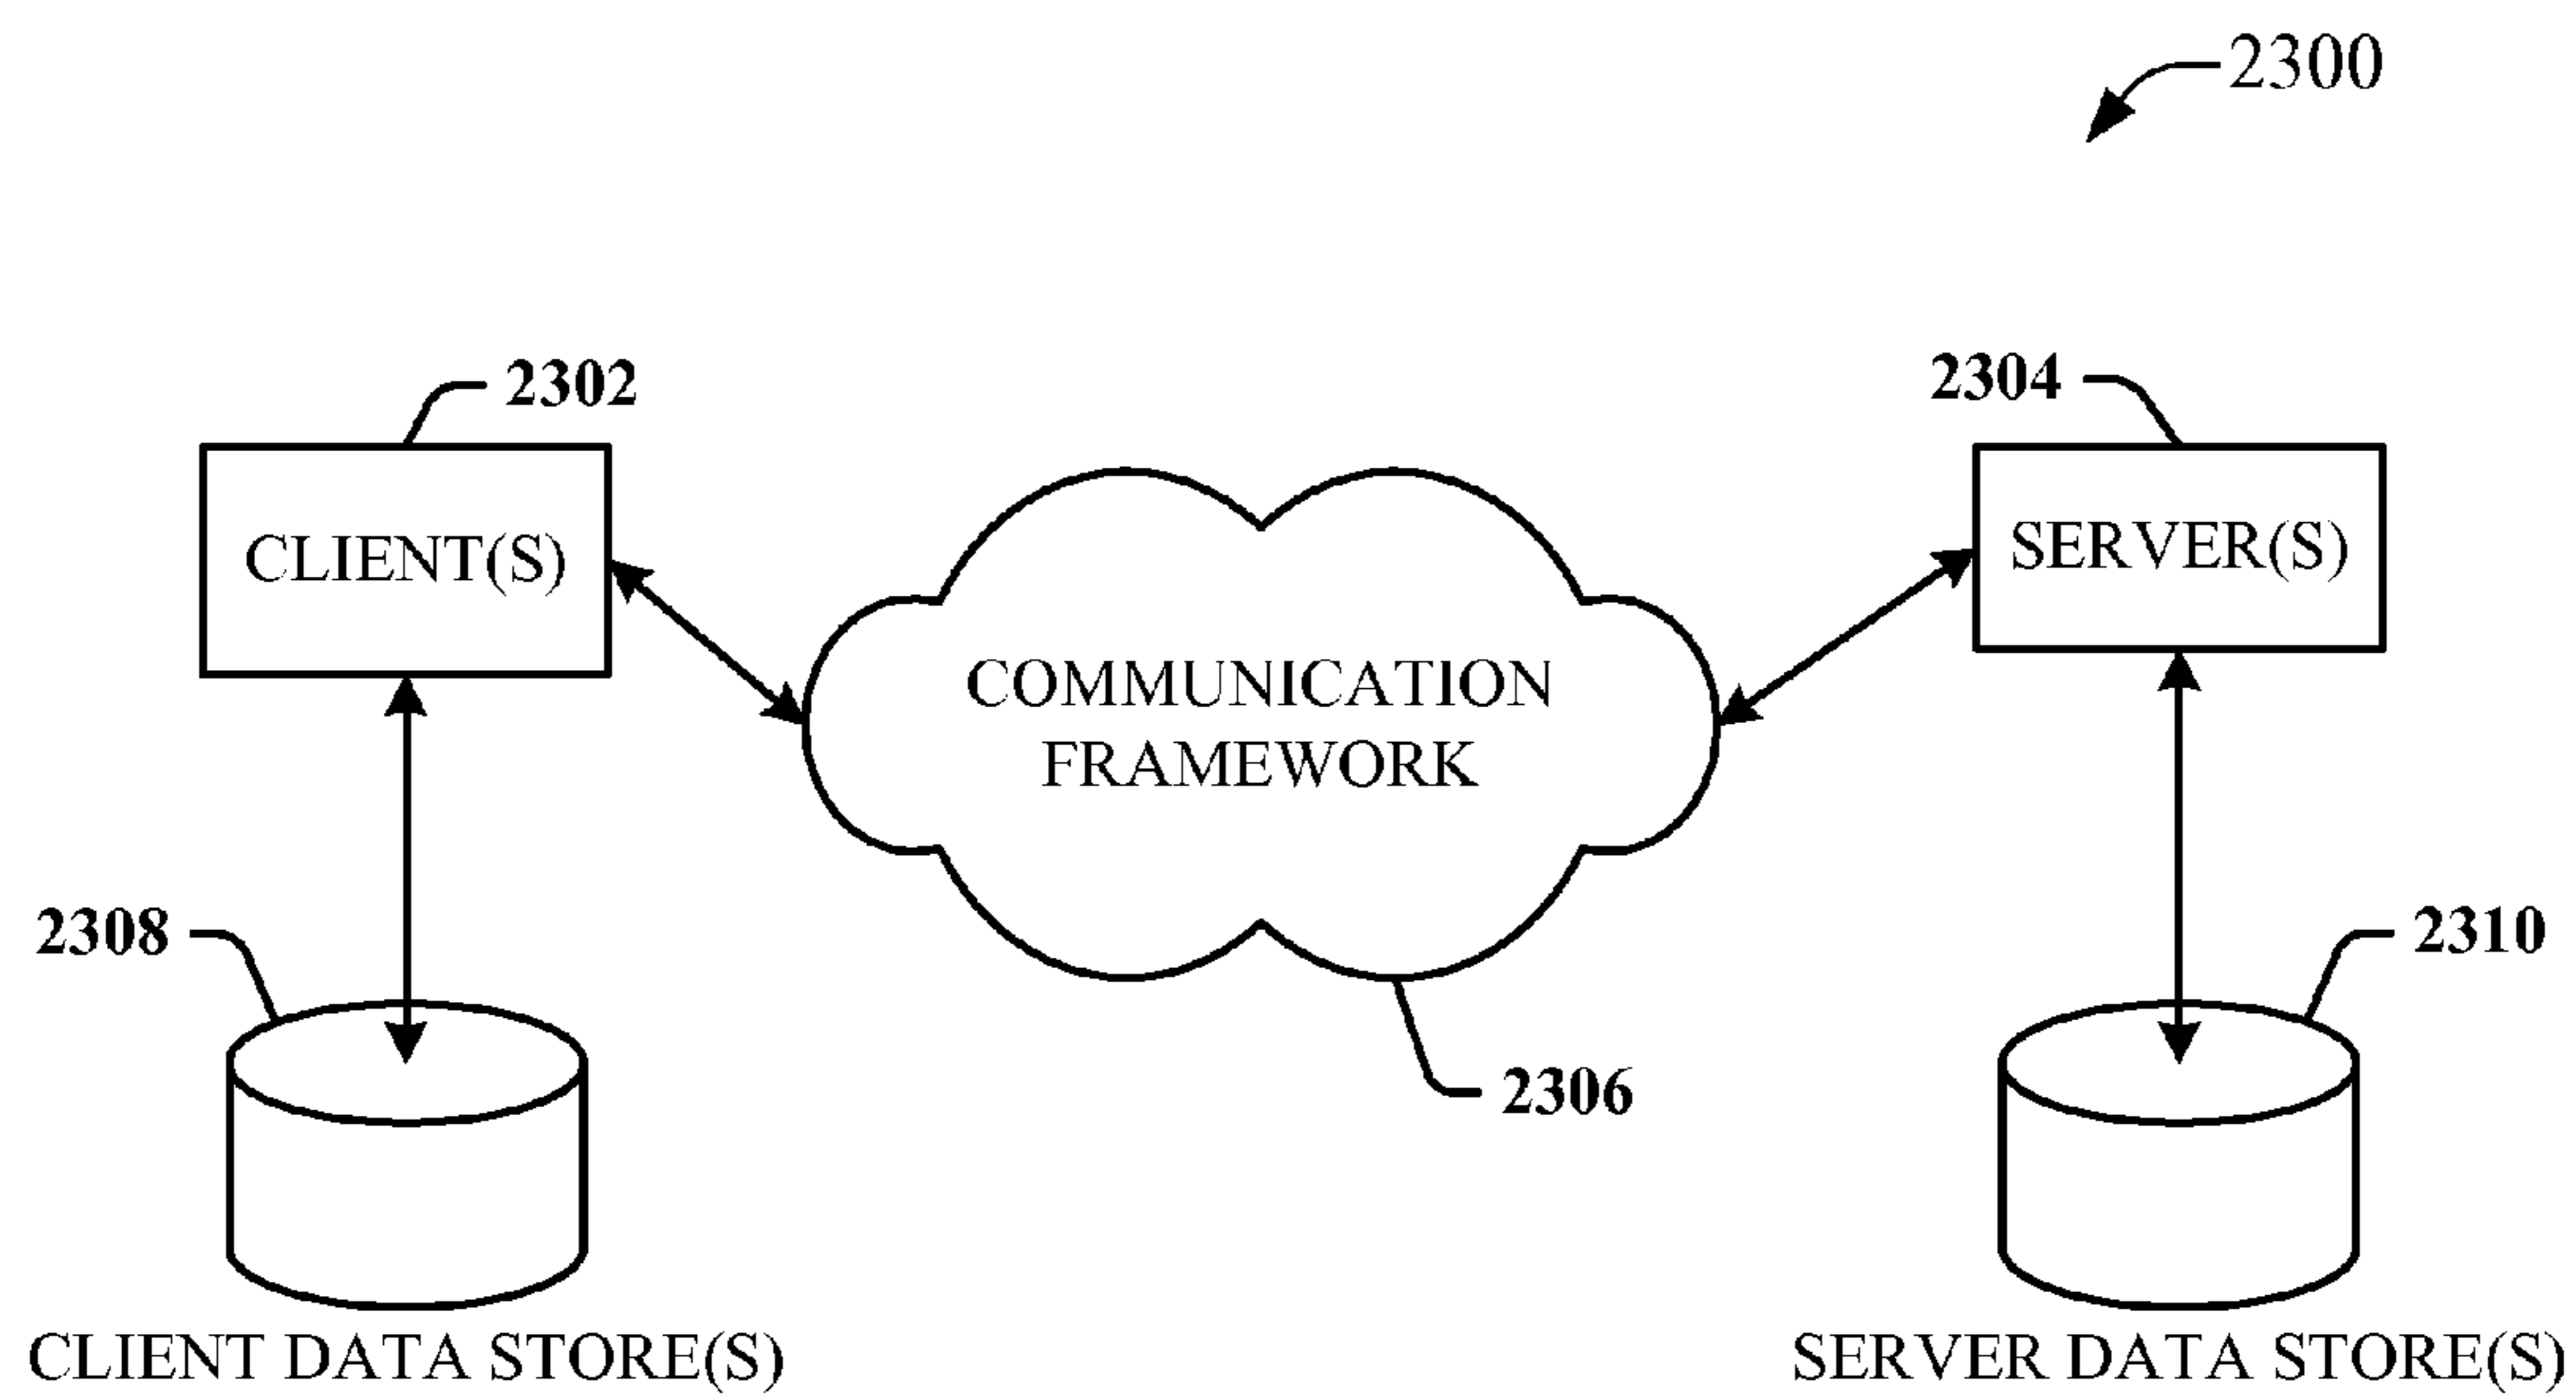 2300
2302
2304
CLIENT(S)
SERVER(S)
COMMUNICATION
FRAMEWORK
2308
2310
2306
CLIENT DATA STORE(S)
SERVER DATA STORE(S)